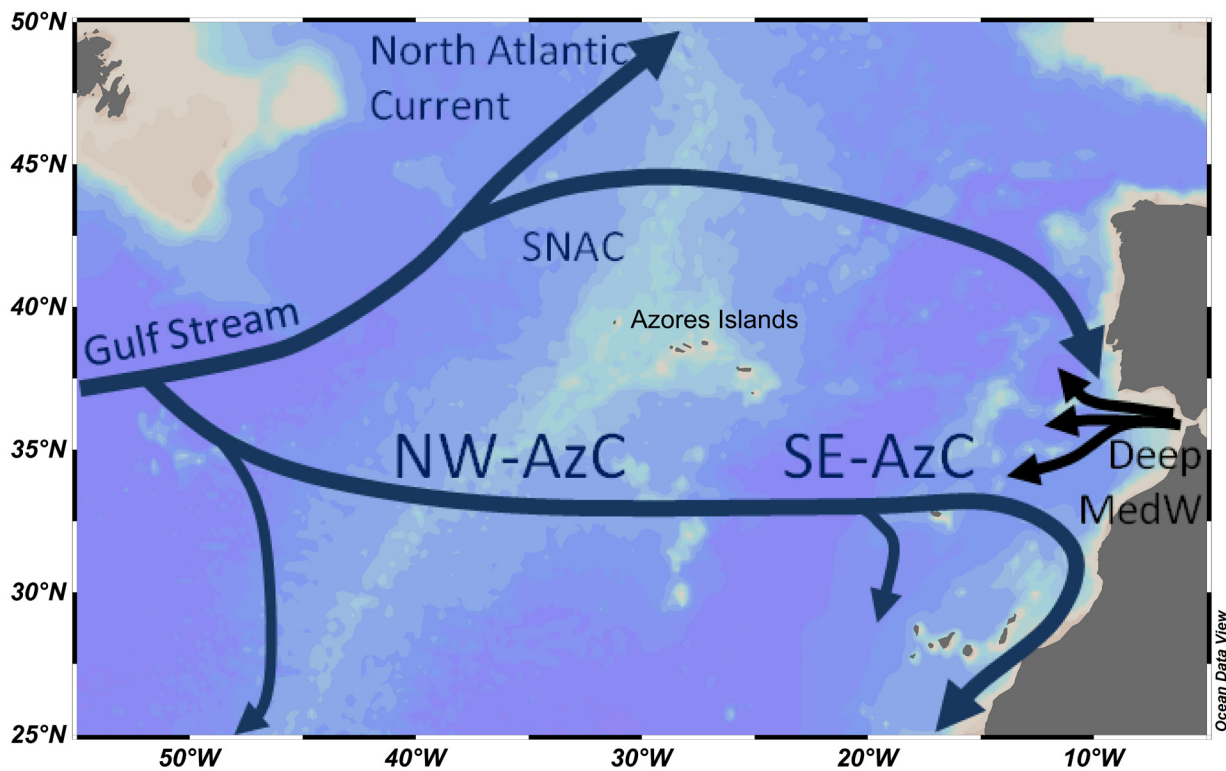 50°N
North Atlantic
Current
45°N
SNAC
40°N
Azores Islands
Gulf Stream
35°N
NW-AzC
SE-AzC
Deep
MedW
30°N
25°N
50°W
40°W
30°W
20°W
10°W
Ocean Data View